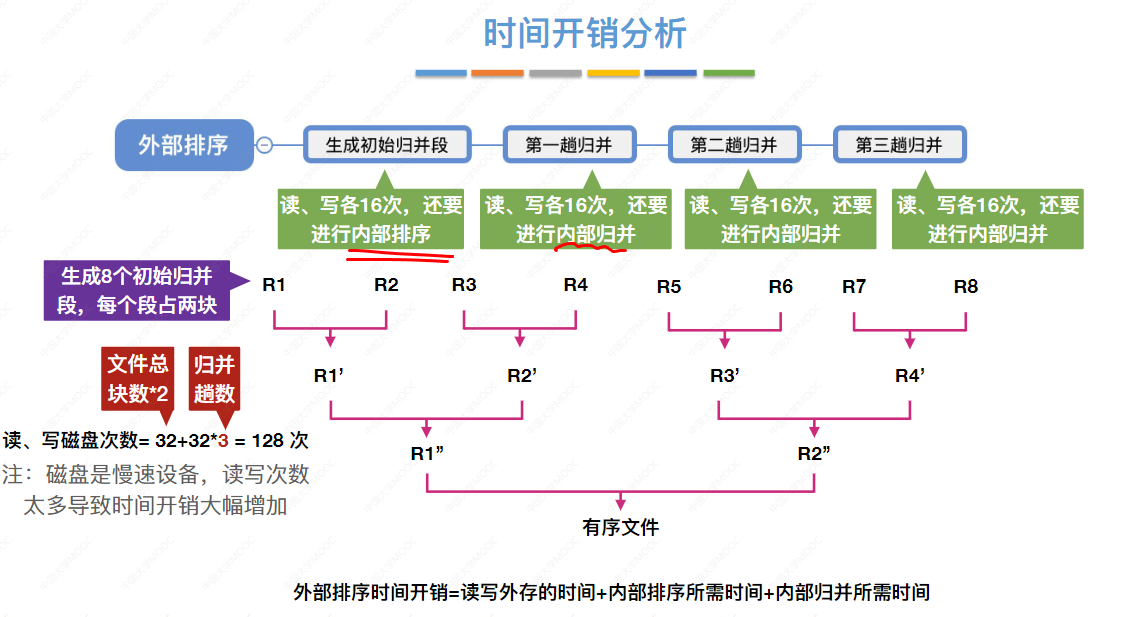 时间开销分析
外部排序
生成初始归并段
第一趟归并
第二趟归并
第三趟归并
读、写各16次，还要
进行内部排序
读、写各16次，还要
进行内部归并
读、写各16次，还要
进行内部归并
读、写各16次，还要
进行内部归并
生成8个初始归并
段，每个段占两块
R1 R2 R3 R4 R5 R6 R7 R8
文件总
块数*2
归并
趟数
R1’ R2’ R3’ R4’
读、写磁盘次数= 32+32*3 = 128 次
注：磁盘是慢速设备，读写次数
太多导致时间开销大幅增加
R1” R2”
有序文件
外部排序时间开销=读写外存的时间+内部排序所需时间+内部归并所需时间